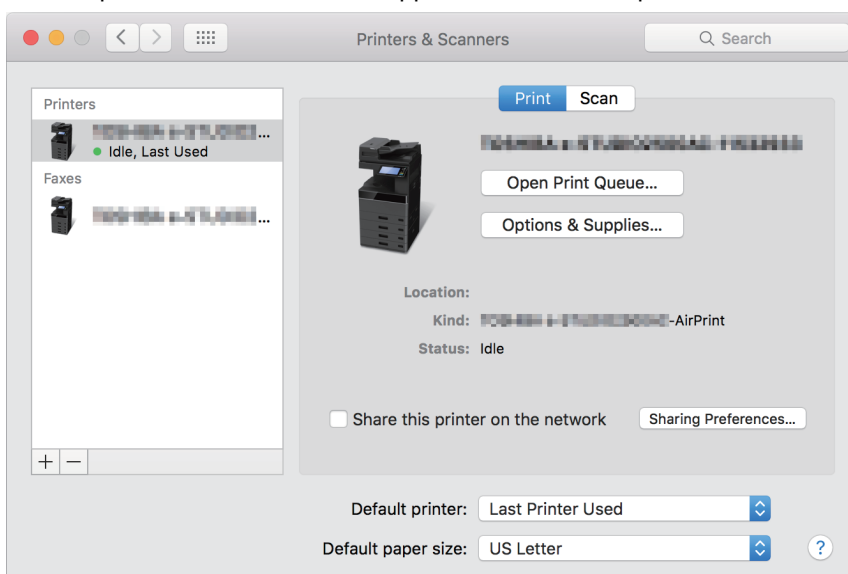 Printers & Scanners
Search
Printers
Idle, Last Used
Faxes
Print Scan
Open Print Queue...
Options & Supplies...
Location:
Kind: -AirPrint
Status: Idle
Share this printer on the network
Sharing Preferences...
+ −
Default printer: Last Printer Used
Default paper size: US Letter
?